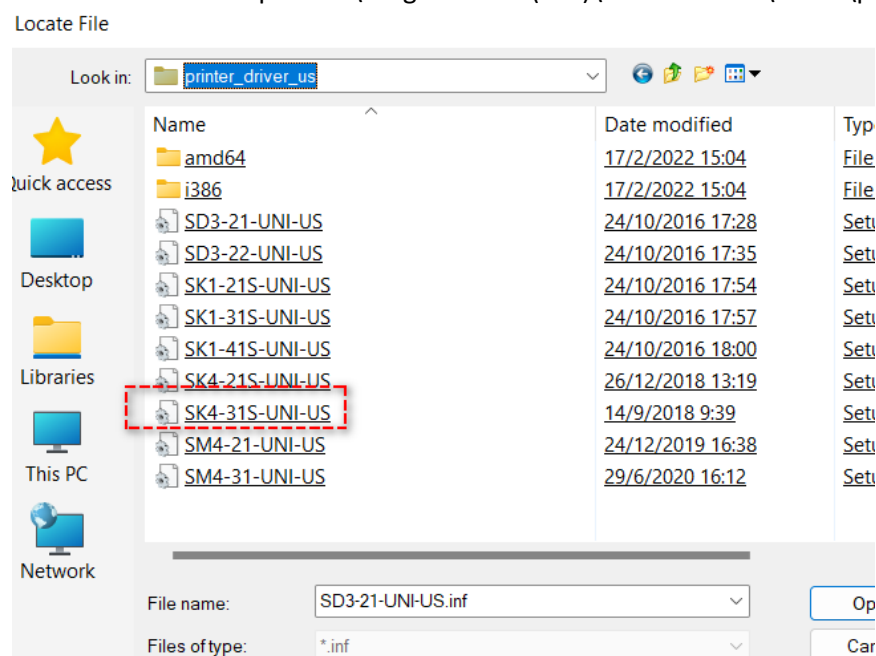 Locate File
Look in: printer_driver_us
Name Date modified
amd64 17/2/2022 15:04 File
i386 17/2/2022 15:04 File
SD3-21-UNI-US 24/10/2016 17:28
SD3-22-UNI-US 24/10/2016 17:35
SK1-21S-UNI-US 24/10/2016 17:54
SK1-31S-UNI-US 24/10/2016 17:57
SK1-41S-UNI-US 24/10/2016 18:00
SK4-21S-UNI-US 26/12/2018 13:19
SK4-31S-UNI-US 14/9/2018 9:39
SM4-21-UNI-US 24/12/2019 16:38
SM4-31-UNI-US 29/6/2020 16:12
Quick access
Desktop
Libraries
This PC
Network
File name: SD3-21-UNI-US.inf
Files of type: *.inf